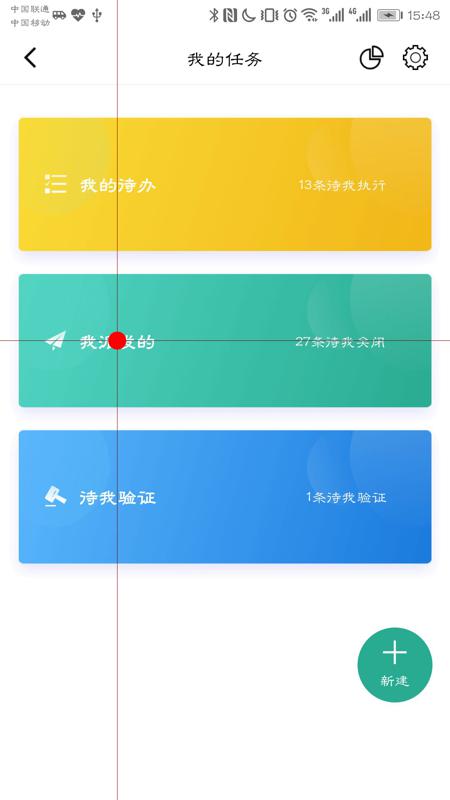 中国联通
中国移动
3G
4G
15:48
我的任务
我的待办
13条待我执行
我派发的
27条待我关闭
待我验证
1条待我验证
新建